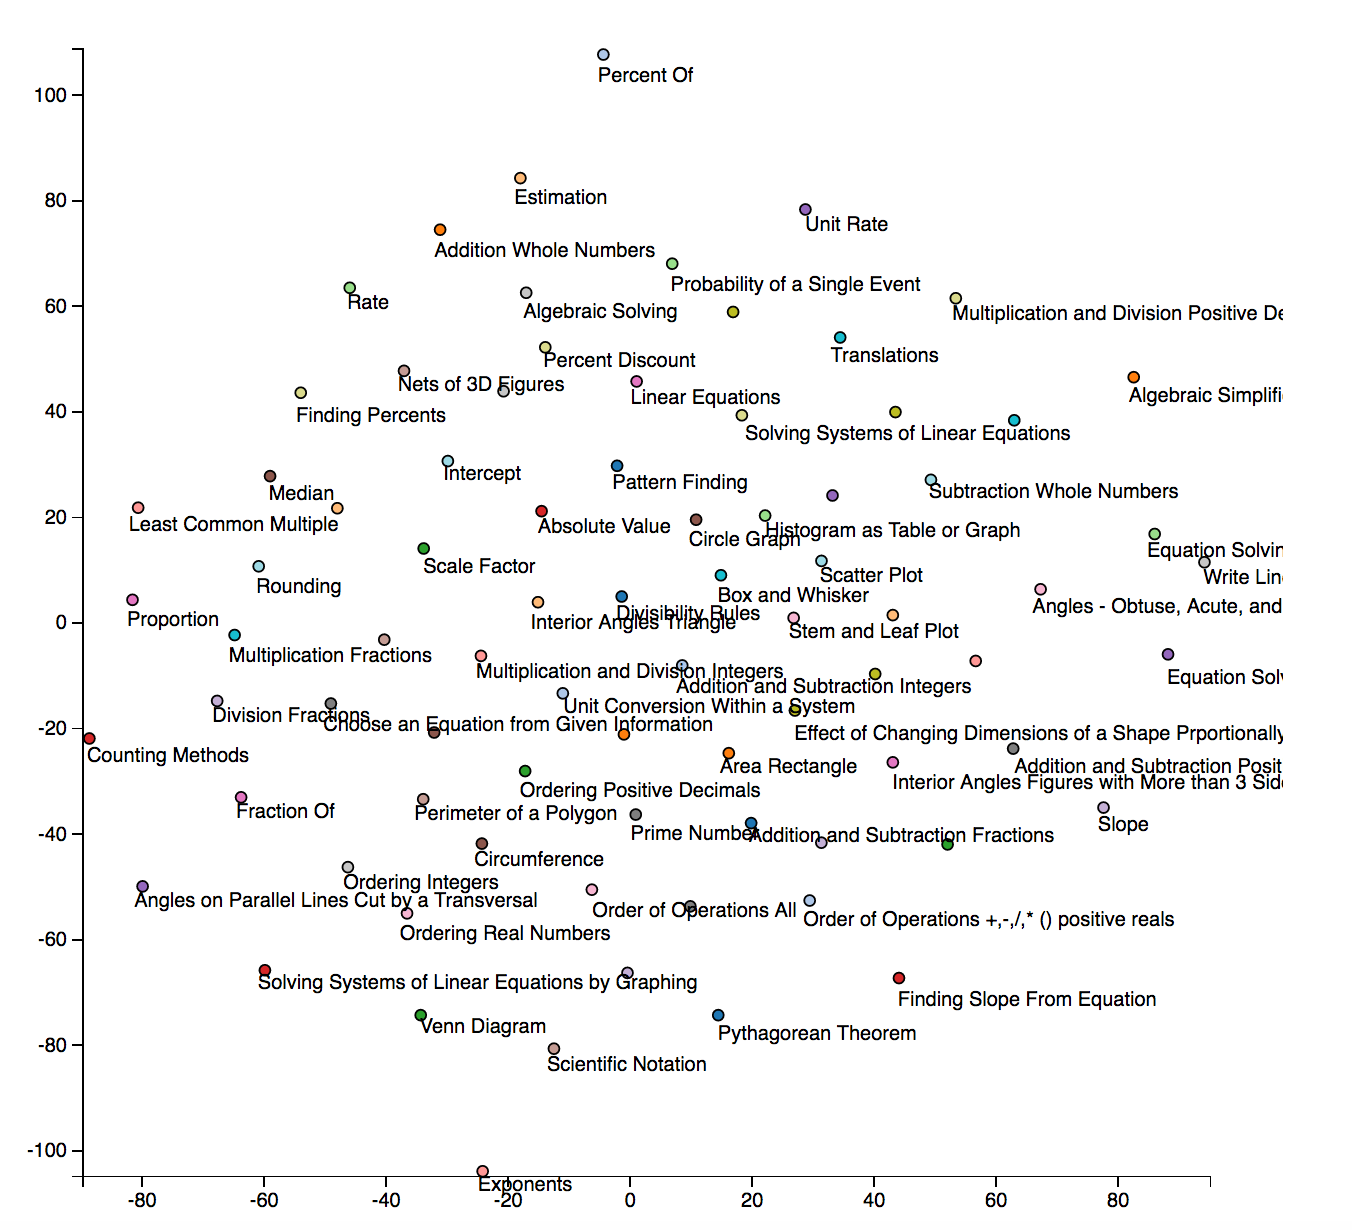 100
Percent Of
80
Estimation
Unit Rate
Addition Whole Numbers
Probability of a Single Event
60
Rate
Algebraic Solving
Multiplication and Division Positive De
Percent Discount
Translations
Nets of 3D Figures
Linear Equations
Algebraic Simplifi
40
Finding Percents
Solving Systems of Linear Equations
Intercept
Pattern Finding
Median
Subtraction Whole Numbers
20
Least Common Multiple
Absolute Value
Histogram as Table or Graph
Circle Graph
Equation Solvin
Scale Factor
Scatter Plot
Write Lin
Rounding
Box and Whisker
Angles - Obtuse, Acute, and
Divisibility Rules
Proportion
Interior Angles Triangle
0
Stem and Leaf Plot
Multiplication Fractions
Multiplication and Division Integers
Equation Solv
Addition and Subtraction Integers
Unit Conversion Within a System
Division Fractions
Choose an Equation from Given Information
-20
Effect of Changing Dimensions of a Shape Prportionally
Counting Methods
Area Rectangle
Addition and Subtraction Posit
Interior Angles Figures with More than 3 Side
Ordering Positive Decimals
Fraction Of
Perimeter of a Polygon
Slope
-40
Prime Number
Addition and Subtraction Fractions
Circumference
Ordering Integers
Angles on Parallel Lines Cut by a Transversal
Order of Operations All
Order of Operations +,-,/,* () positive reals
-60
Ordering Real Numbers
Solving Systems of Linear Equations by Graphing
Finding Slope From Equation
Venn Diagram
Pythagorean Theorem
-80
Scientific Notation
-100
Exponents
-80 -60 -40 -20 0 20 40 60 80